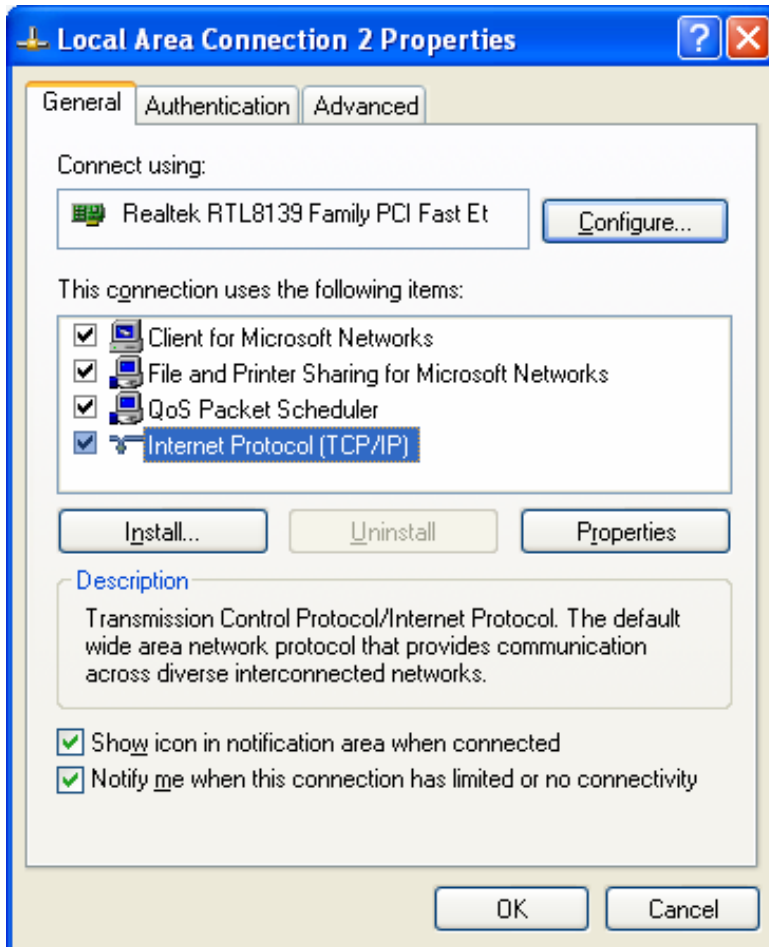 Local Area Connection 2 Properties
General Authentication Advanced
Connect using:
Realtek RTL8139 Family PCI Fast Et
Configure...
This connection uses the following items:
Client for Microsoft Networks
File and Printer Sharing for Microsoft Networks
QoS Packet Scheduler
Internet Protocol (TCP/IP)
Install... Uninstall Properties
Description
Transmission Control Protocol/Internet Protocol. The default
wide area network protocol that provides communication
across diverse interconnected networks.
Show icon in notification area when connected
Notify me when this connection has limited or no connectivity
OK Cancel